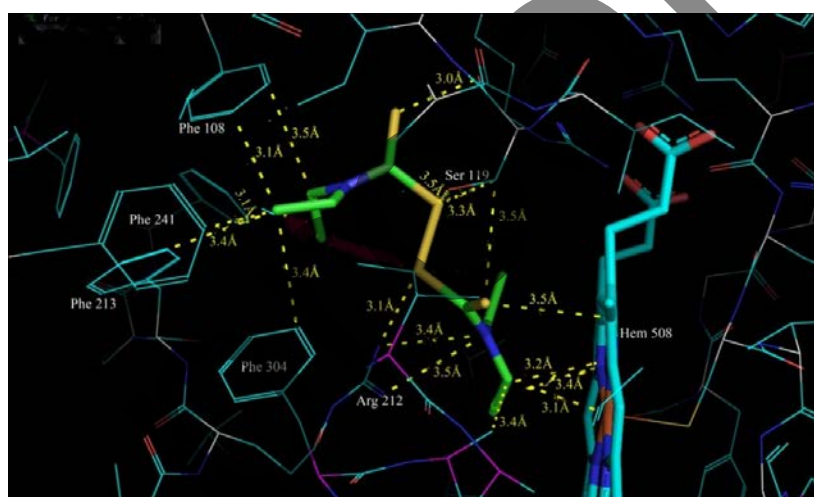 3.0Å
Phe 108
3.5Å
3.1Å
Ser 119
3.5Å
3.3Å
3.1Å
Phe 241
3.5Å
3.4Å
3.4Å
Phe 213
3.1Å
3.5Å
Hem 508
3.4Å
Phe 304
3.5Å
3.2Å
3.4Å
Arg 212
3.1Å
3.4Å